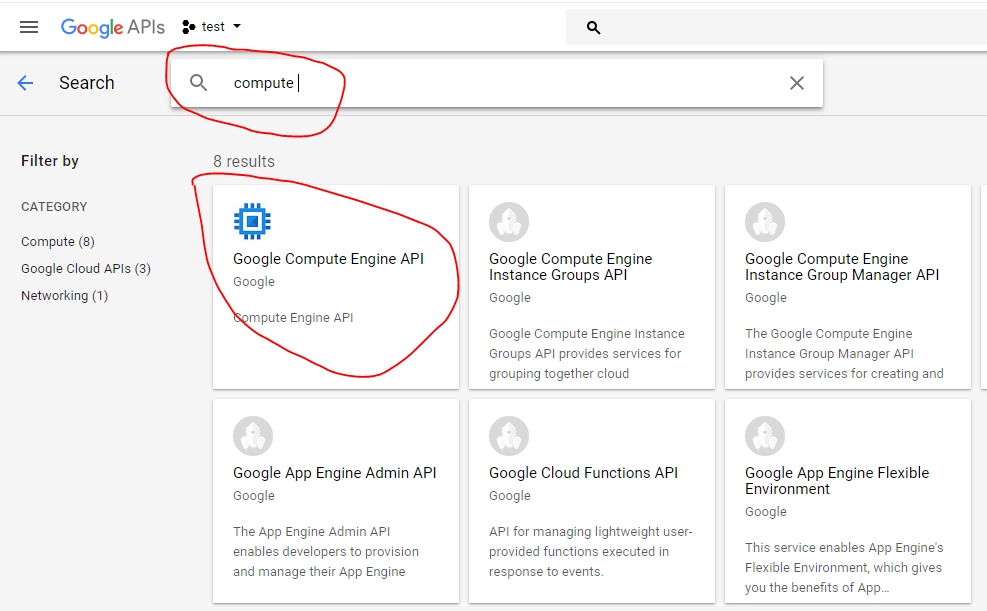 Google APIs test
Search compute
Filter by
CATEGORY
Compute (8)
Google Cloud APIs (3)
Networking (1)
8 results
Google Compute Engine API
Google
Compute Engine API
Google Compute Engine
Instance Groups API
Google
Google Compute Engine Instance
Groups API provides services for
grouping together cloud
Google Compute Engine
Instance Group Manager API
Google
The Google Compute Engine
Instance Group Manager API
provides services for creating and
Google App Engine Admin API
Google
The App Engine Admin API
enables developers to provision
and manage their App Engine
Google Cloud Functions API
Google
API for managing lightweight user-
provided functions executed in
response to events.
Google App Engine Flexible
Environment
Google
This service enables App Engine's
Flexible Environment, which gives
you the benefits of App...